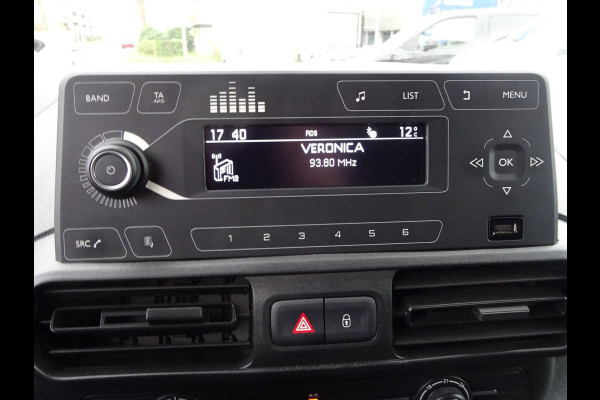 BAND
TA
INFO
LIST
MENU
17 40
RDS
12°C
VERONICA
93.80 MHz
FM2
OK
SRC
1 2 3 4 5 6
A/C